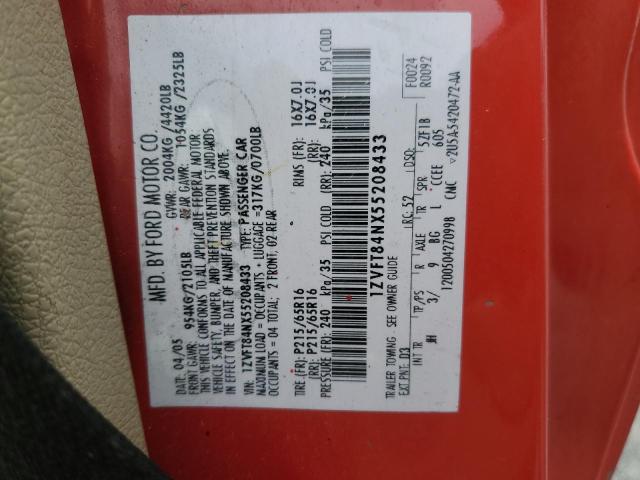 MFD. BY FORD MOTOR CO.
DATE: 04/05 GVWR: 2004KG/4420LB
FRONT GAWR: 954KG/2105LB REAR GAWR: 1054KG/2325LB
THIS VEHICLE CONFORMS TO ALL APPLICABLE FEDERAL MOTOR
VEHICLE SAFETY, BUMPER, AND THEFT PREVENTION STANDARDS
IN EFFECT ON THE DATE OF MANUFACTURE SHOWN ABOVE.
VIN: 1ZVFT84NX55208433 TYPE: PASSENGER CAR
MAXIMUM LOAD = OCCUPANTS + LUGGAGE = 317KG/0700LB
OCCUPANTS = 04 TOTAL; 2 FRONT, 02 REAR
TIRE (FR): P215/65R16 RIMS (FR): 16X7.0J
(RR): P215/65R16 (RR): 16X7.0J
PRESSURE (FR): 240 kPa/35 PSI COLD (RR): 240 kPa/35 PSI COLD
1ZVFT84NX55208433
TRAILER TOWING: SEE OWNER GUIDE
EXT PNT: D3 RC: 52 DSO: F0024
R0092
INT TR TP/PS R AXLE TR SPR 5ZF1B
JH 3/ 9 BG L CCEE 605
1200504270998 CMC V2U5A-5420472-AA